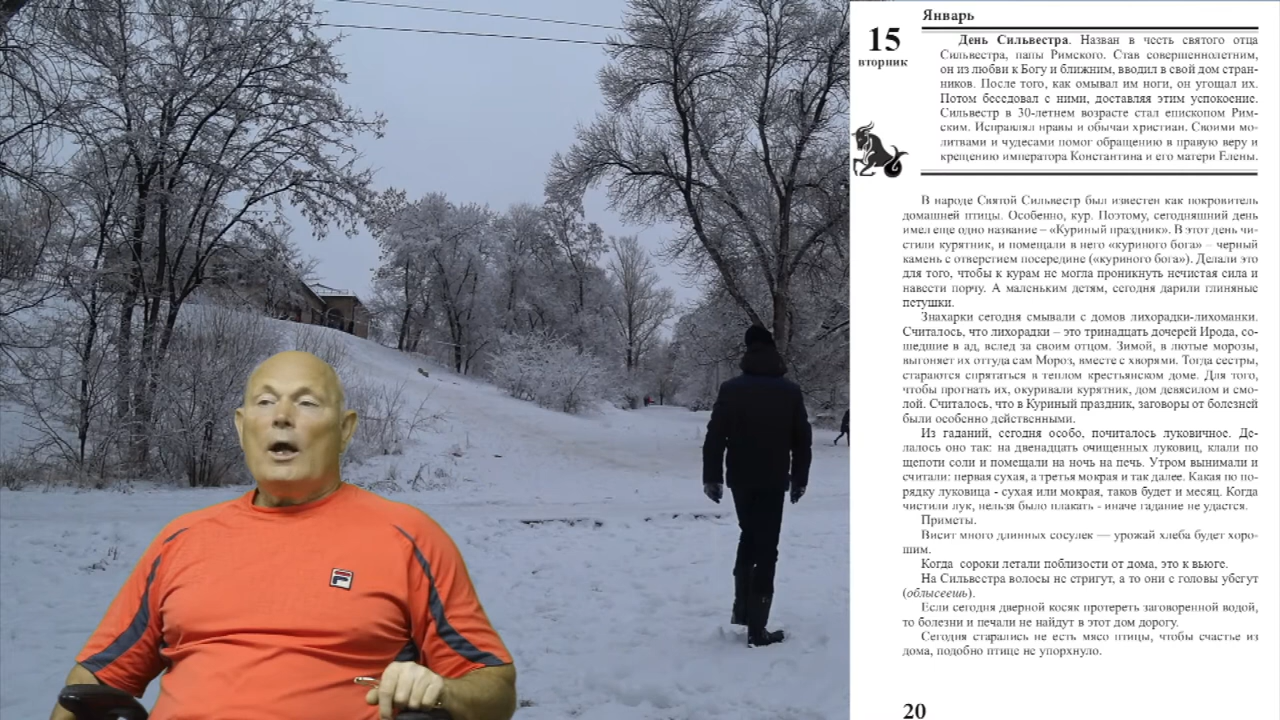 Январь
15
вторник
День Сильвестра. Назван в честь святого отца
Сильвестра, папы Римского. Став совершеннолетним,
он из любви к Богу и ближним, вводил в свой дом стран-
ников. После того, как омывал им ноги, он угощал их.
Потом беседовал с ними, доставляя этим успокоение.
Сильвестр в 30-летнем возрасте стал епископом Рим-
ским. Исправлял нравы и обычаи христиан. Своими мо-
литвами и чудесами помог обращению в правую веру и
крещению императора Константина и его матери Елены.
В народе Святой Сильвестр был известен как покровитель
домашней птицы. Особенно, кур. Поэтому, сегодняшний день
имел еще одно название – «Куриный праздник». В этот день чи-
стили курятник, и помещали в него «куриного бога» – черный
камень с отверстием посередине («куриного бога»). Делали это
для того, чтобы к курам не могла проникнуть нечистая сила и
навести порчу. А маленьким детям, сегодня дарили глиняные
петушки.
Знахарки сегодня смывали с домов лихорадки-лихоманки.
Считалось, что лихорадки – это тринадцать дочерей Ирода, со-
шедшие в ад, вслед за своим отцом. Зимой, в лютые морозы,
выгоняет их оттуда сам Мороз, вместе с хворями. Тогда сестры,
стараются спрятаться в теплом крестьянском доме. Для того,
чтобы прогнать их, окуривали курятник, дом девясилом и смо-
лой. Считалось, что в Куриный праздник, заговоры от болезней
были особенно действенными.
Из гаданий, сегодня особо, почиталось луковичное. Де-
лалось оно так: на двенадцать очищенных луковиц, клали по
щепоти соли и помещали на ночь на печь. Утром вынимали и
считали: первая сухая, а третья мокрая и так далее. Какая по по-
рядку луковица - сухая или мокрая, таков будет и месяц. Когда
чистили лук, нельзя было плакать - иначе гадание не удастся.
Приметы.
Висит много длинных сосулек — урожай хлеба будет хоро-
шим.
Когда сороки летали поблизости от дома, это к вьюге.
На Сильвестра волосы не стригут, а то они с головы убегут
(облысеешь).
Если сегодня дверной косяк протереть заговоренной водой,
то болезни и печали не найдут в этот дом дорогу.
Сегодня старались не есть мясо птицы, чтобы счастье из
дома, подобно птице не упорхнуло.
20